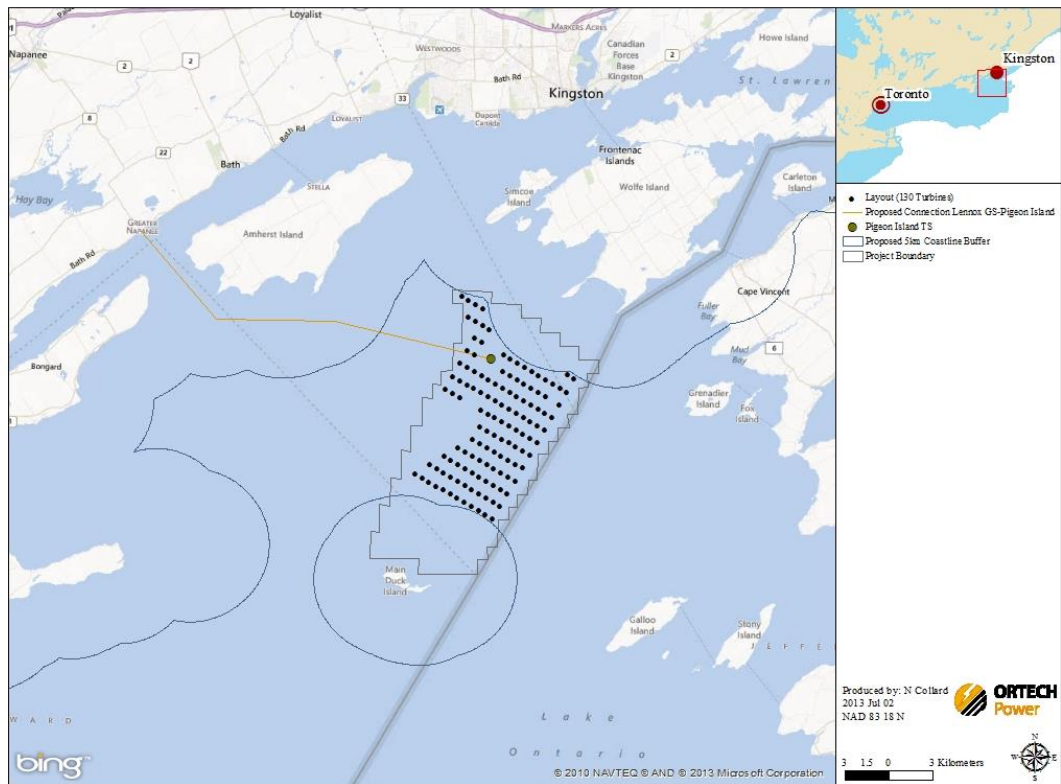 Loyalist
MARKERS ACRES
Howe Island
Napanee
2
2
WESTWOODS
Canadian
Forces
Base
Kingston
2
Bath Rd
Kingston
St. Lawren
33
8
LOYALIST
Dupont
Canada
Bath Rd
22
Bath
Frontenac
Islands
STELLA
Simcoe
Island
Wolfe Island
Carleton
Island
Hay Bay
GREATER
NAPANEE
Amherst Island
Bath Rd
Cape Vincent
Fuller
Bay
Mud
Bay
6
Bongard
Grenadier
Island
Fox
Island
Main
Duck
Island
Galloo
Island
Stony
Island
JEFFE
WARD
Lake
Ontario
bing
© 2010 NAVTEQ © AND © 2013 Microsoft Corporation
Kingston
Toronto
Layout (130 Turbines)
Proposed Connection Lennox GS-Pigeon Island
Pigeon Island TS
Proposed 5km Coastline Buffer
Project Boundary
Produced by: N Collard
2013 Jul 02
NAD 83 18 N
ORTECH
Power
3 1.5 0 3 Kilometers
N
W E
S